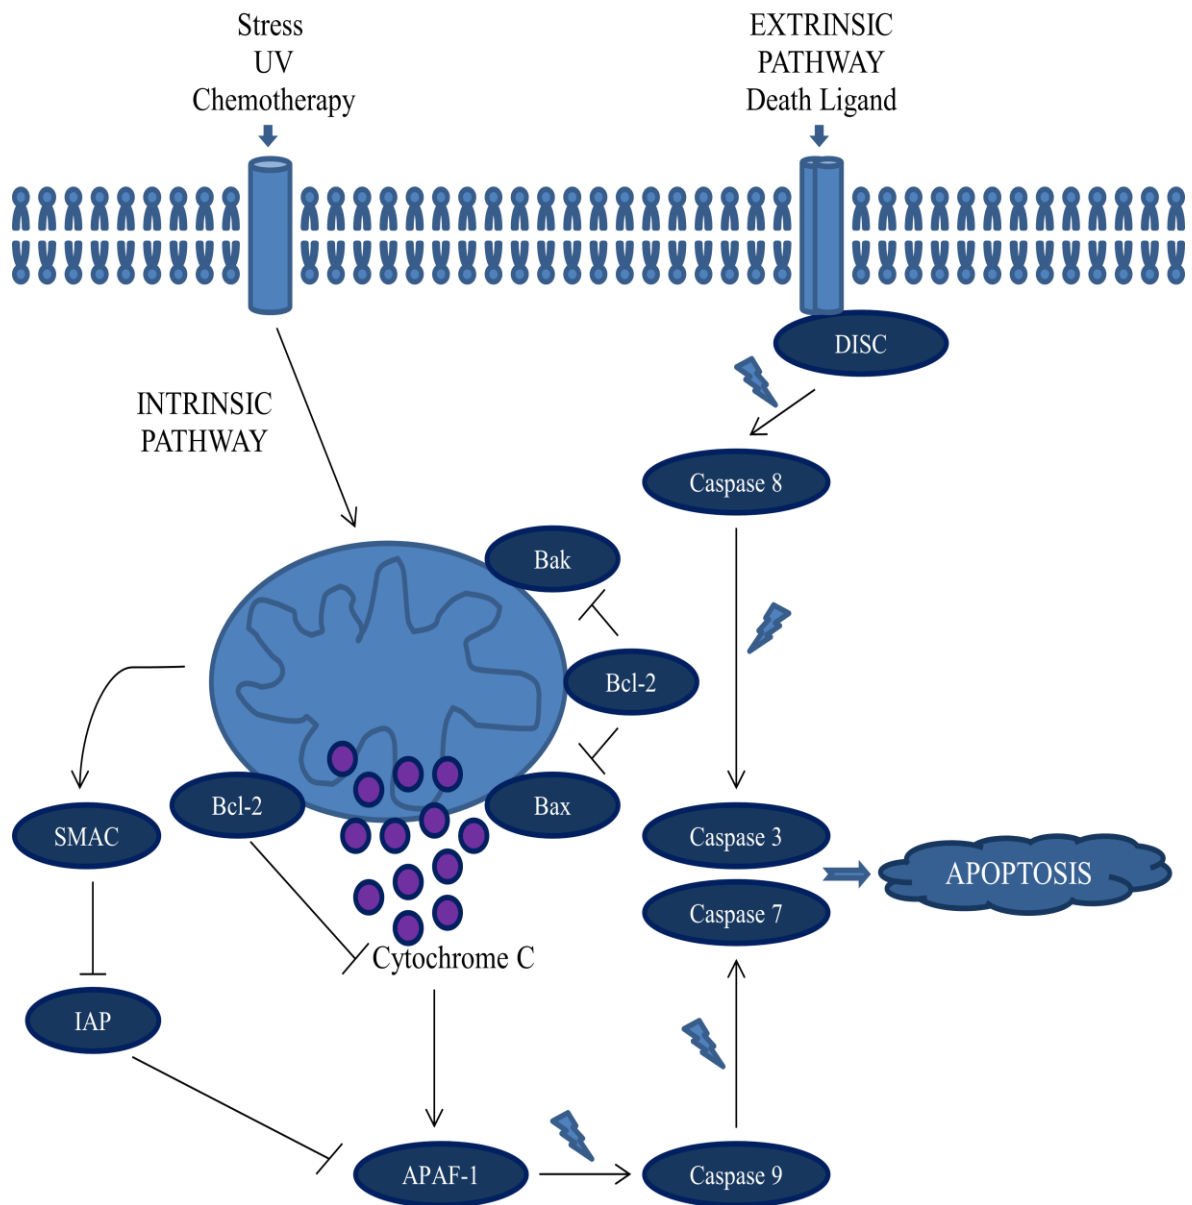 Stress
UV
Chemotherapy
EXTRINSIC
PATHWAY
Death Ligand
DISC
INTRINSIC
PATHWAY
Caspase 8
Bak
Bcl-2
Bcl-2
Bax
SMAC
Caspase 3
APOPTOSIS
Caspase 7
Cytochrome C
IAP
APAF-1
Caspase 9